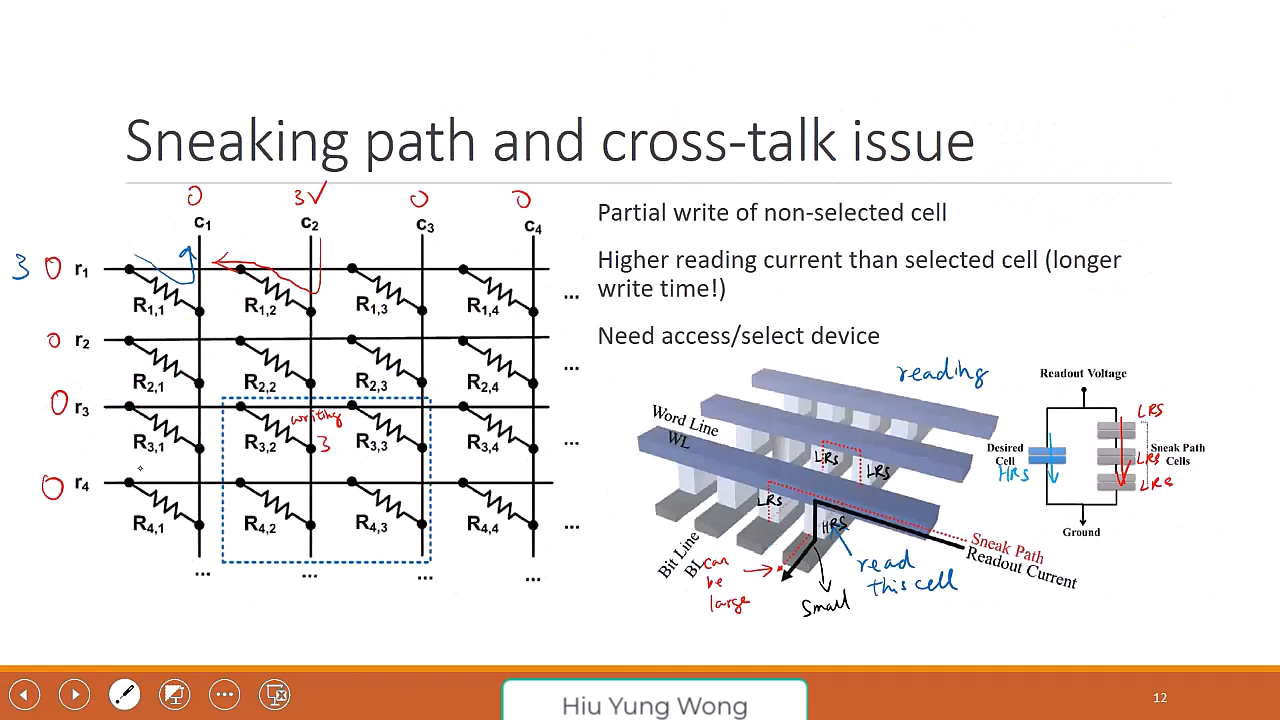 Sneaking path and cross-talk issue
0 3✓ 0 0
c1 c2 c3 c4
3 0 r1
R1,1 R1,2 R1,3 R1,4 ...
0 r2
R2,1 R2,2 R2,3 R2,4 ...
0 r3
writing
R3,1 R3,2 3 R3,3 R3,4 ...
0 r4
R4,1 R4,2 R4,3 R4,4 ...
... ... ... ...
Partial write of non-selected cell
Higher reading current than selected cell (longer
write time!)
Need access/select device
reading
Word Line
WL
LRS
LRS
LRS
HRS
Bit Line
BL
can
be
large
small
read
this cell
Sneak Path
Readout Current
Readout Voltage
LRS
Desired
Cell
HRS
Sneak Path
Cells
LRS
LRS
Ground
12
Hiu Yung Wong